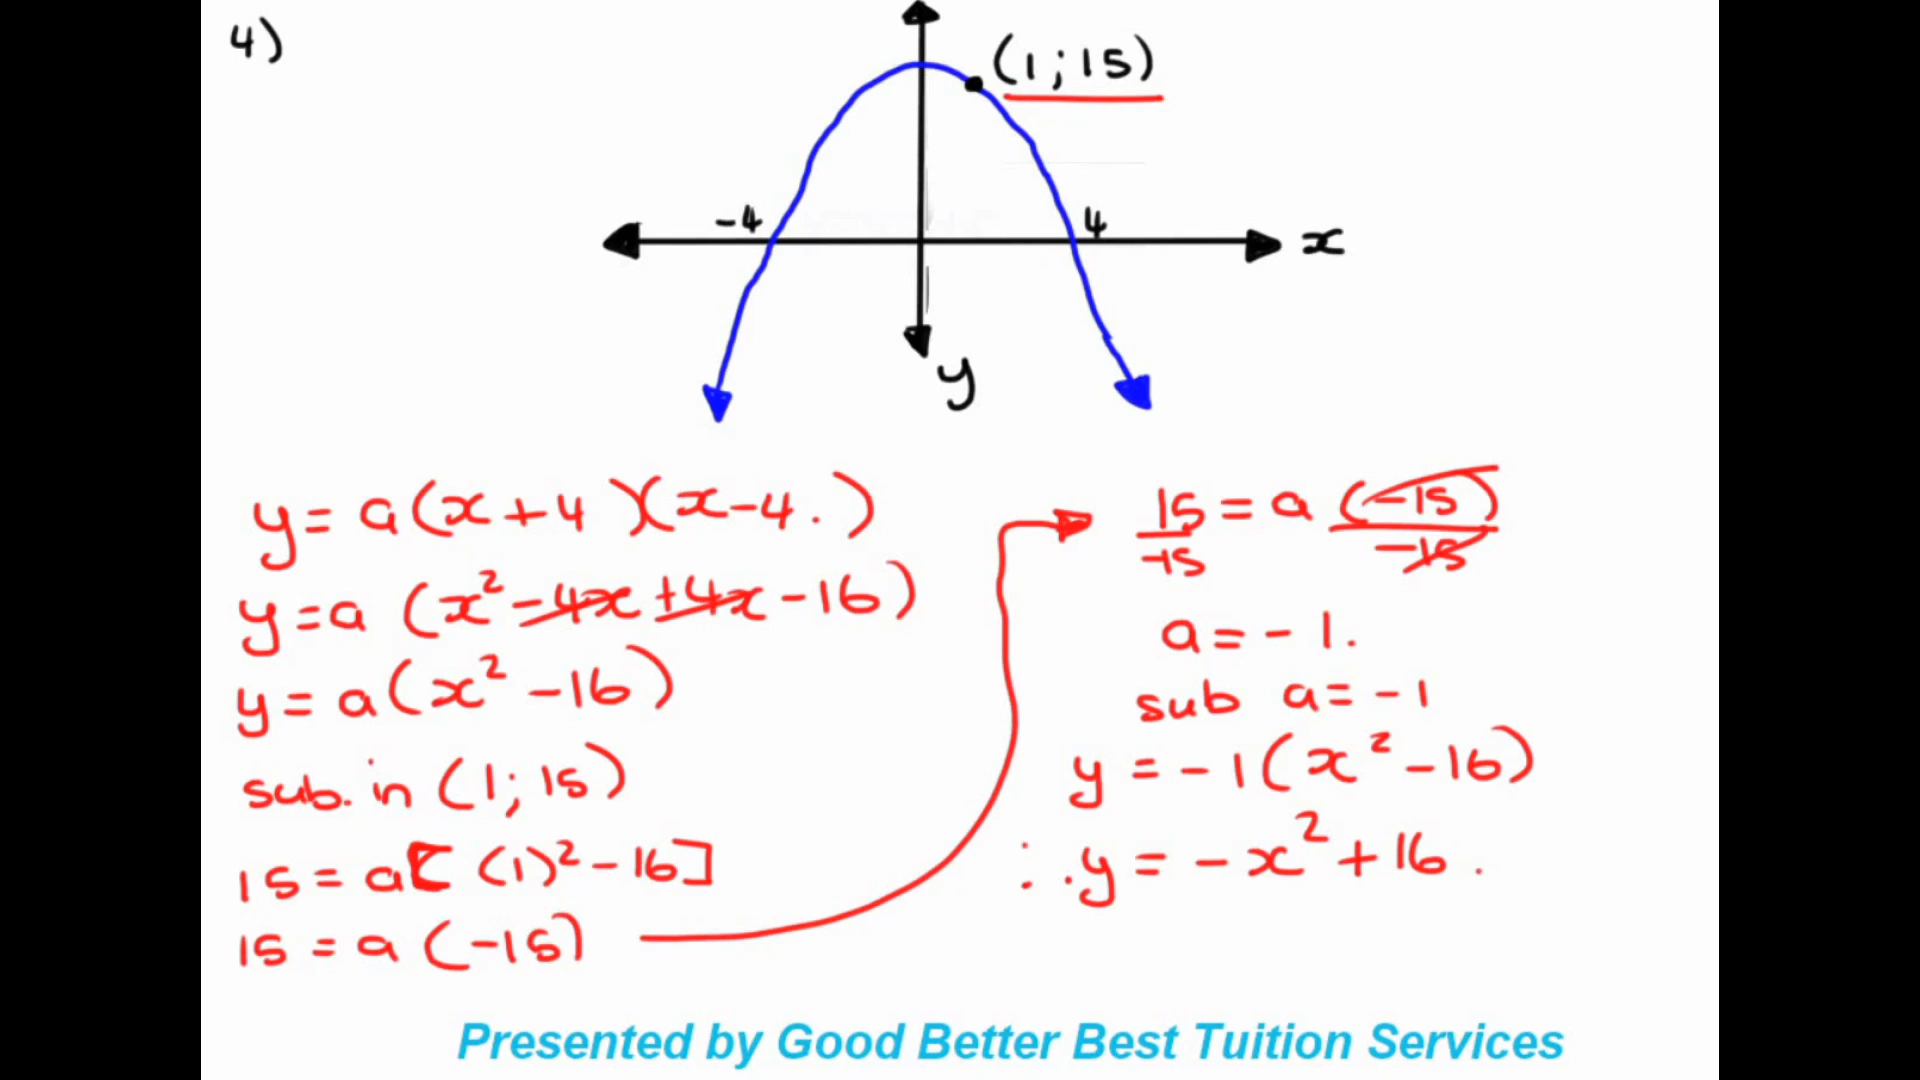 4)
(1;15)
-4
4
x
y
y = a(x+4)(x-4.)
y = a (x² - 4x + 4x - 16)
y = a(x² - 16)
sub. in (1; 15)
15 = a[ (1)² - 16]
15 = a (-15)
15/-15 = a (-15)/-15
a = -1.
sub a = -1
y = -1(x² - 16)
∴ .y = - x² + 16 .
Presented by Good Better Best Tuition Services